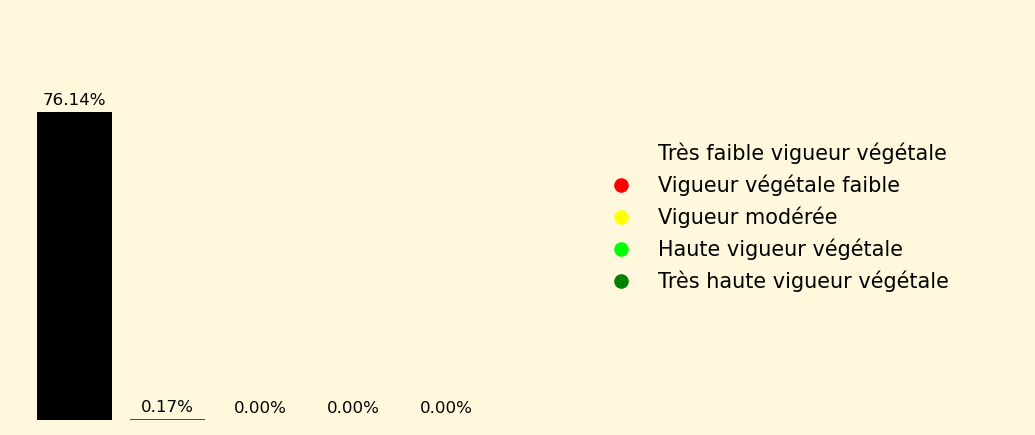 76.14%
0.17%
0.00%
0.00%
0.00%
Très faible vigueur végétale
Vigueur végétale faible
Vigueur modérée
Haute vigueur végétale
Très haute vigueur végétale